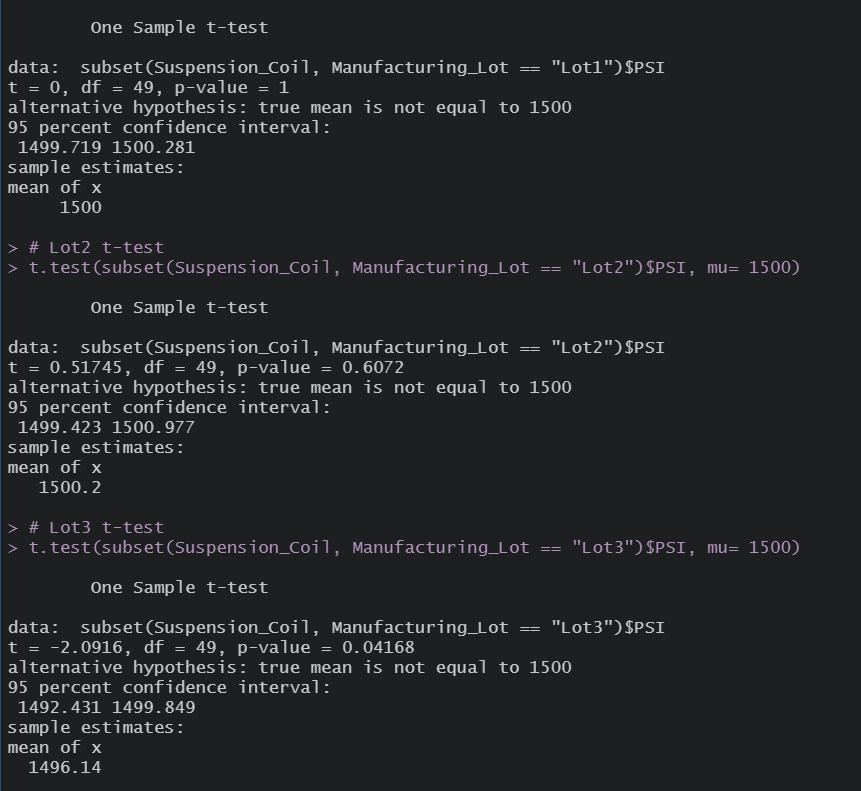 One Sample t-test
data:  subset(Suspension_Coil, Manufacturing_Lot == "Lot1")$PSI
t = 0, df = 49, p-value = 1
alternative hypothesis: true mean is not equal to 1500
95 percent confidence interval:
 1499.719 1500.281
sample estimates:
mean of x
     1500
> # Lot2 t-test
> t.test(subset(Suspension_Coil, Manufacturing_Lot == "Lot2")$PSI, mu= 1500)
One Sample t-test
data:  subset(Suspension_Coil, Manufacturing_Lot == "Lot2")$PSI
t = 0.51745, df = 49, p-value = 0.6072
alternative hypothesis: true mean is not equal to 1500
95 percent confidence interval:
 1499.423 1500.977
sample estimates:
mean of x
   1500.2
> # Lot3 t-test
> t.test(subset(Suspension_Coil, Manufacturing_Lot == "Lot3")$PSI, mu= 1500)
One Sample t-test
data:  subset(Suspension_Coil, Manufacturing_Lot == "Lot3")$PSI
t = -2.0916, df = 49, p-value = 0.04168
alternative hypothesis: true mean is not equal to 1500
95 percent confidence interval:
 1492.431 1499.849
sample estimates:
mean of x
  1496.14